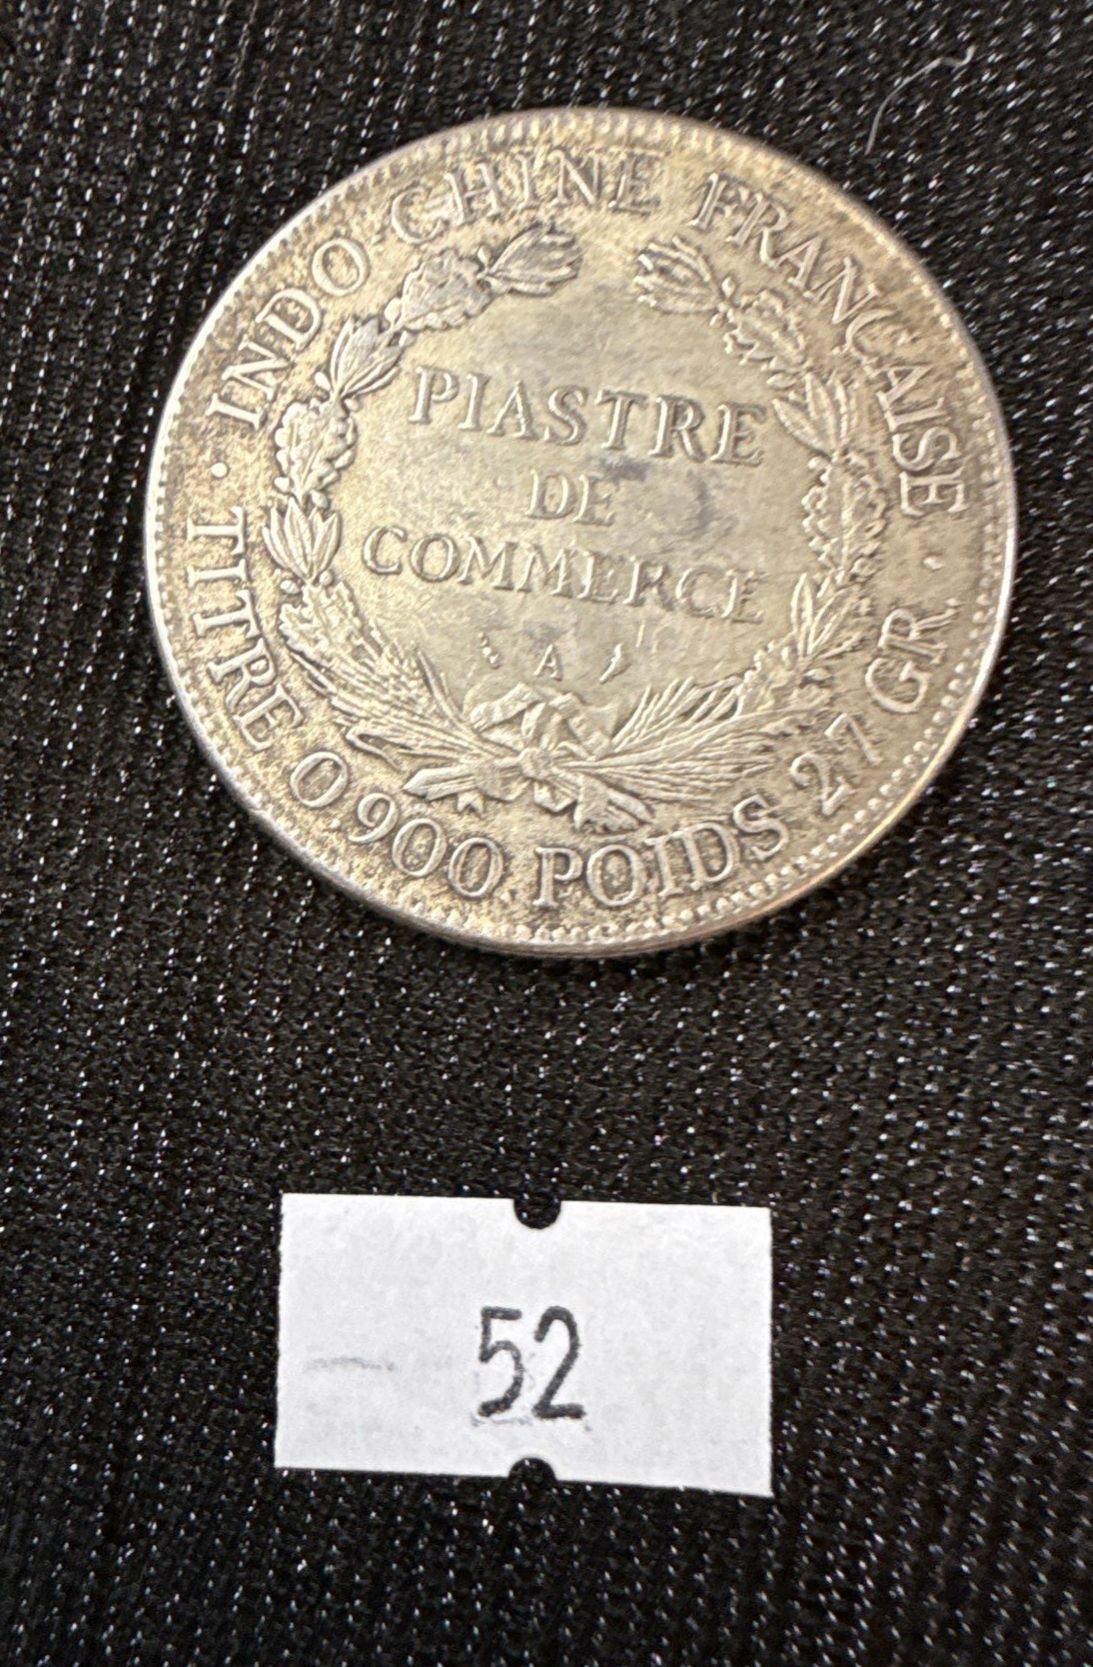 INDO-CHINE FRANÇAISE
PIASTRE
DE
COMMERCE
A
TITRE 0.900. POIDS 27 GR.
52